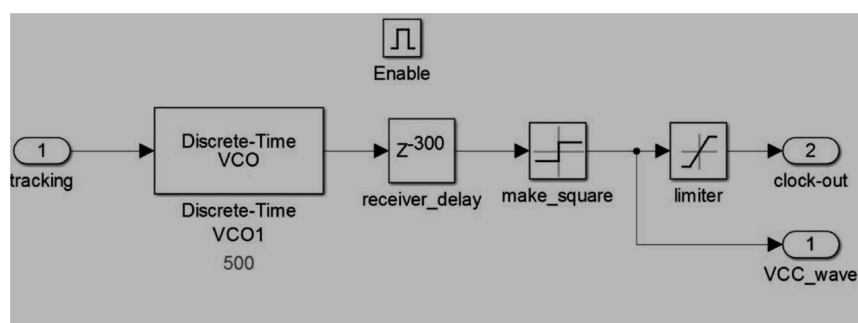 Enable
1
tracking
Discrete-Time
VCO
Discrete-Time
VCO1
500
Z-300
receiver_delay
make_square
limiter
2
clock-out
1
VCC_wave